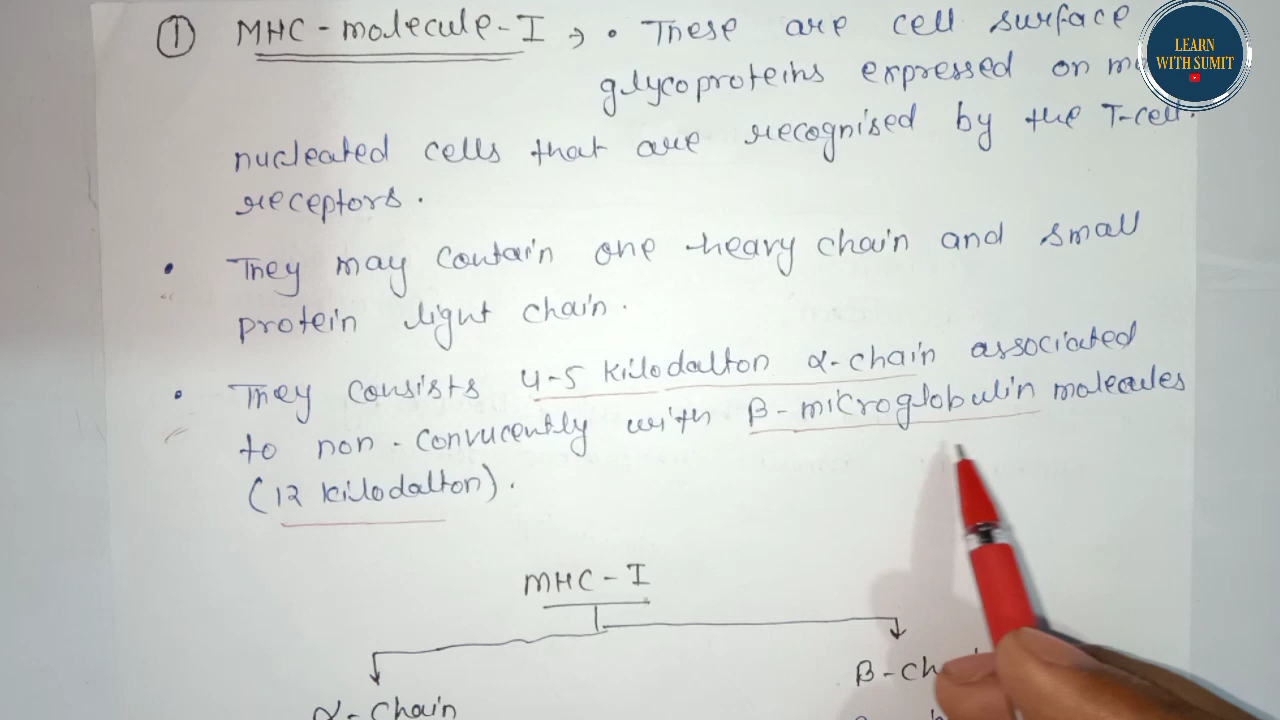 ① MHC-molecule-I → • These are cell surface
LEARN
WITH SUMIT
glycoproteins expressed on
nucleated cells that are recognised by the T-cell.
receptors.
• They may contain one heavy chain and small
protein light chain.
• They consists 4-5 kilodalton α-chain associated
to non-convucently with β-microglobulin molecules
(12 kilodalton).
MHC-I
α-chain
β-ch